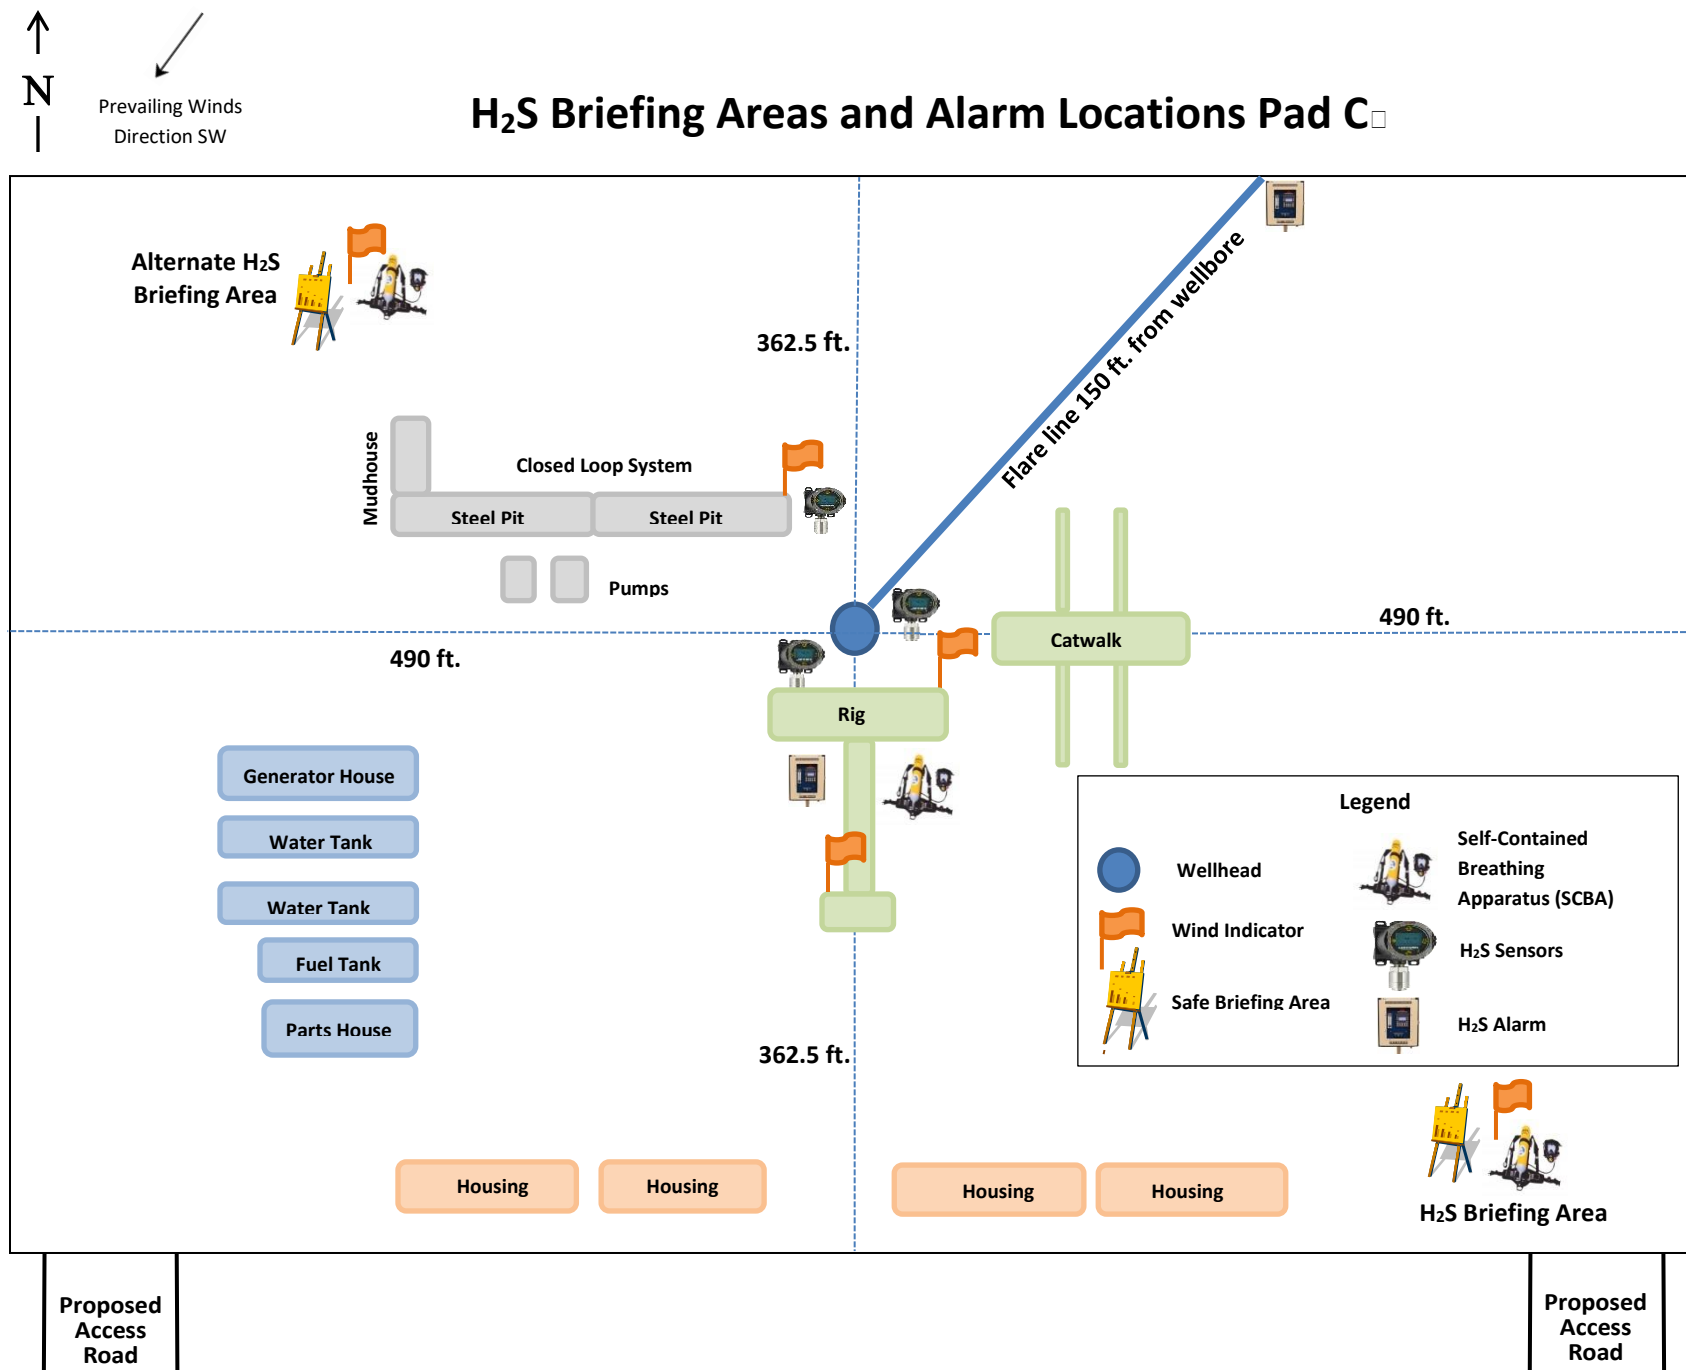 N
Prevailing Winds
Direction SW
H₂S Briefing Areas and Alarm Locations Pad C□
Alternate H₂S
Briefing Area
362.5 ft.
Flare line 150 ft. from wellbore
Mudhouse
Closed Loop System
Steel Pit
Steel Pit
Pumps
490 ft.
490 ft.
Catwalk
Rig
Generator House
Water Tank
Water Tank
Fuel Tank
Parts House
362.5 ft.
Legend
Wellhead
Self-Contained
Breathing
Apparatus (SCBA)
Wind Indicator
H₂S Sensors
Safe Briefing Area
H₂S Alarm
Housing
Housing
Housing
Housing
H₂S Briefing Area
Proposed
Access
Road
Proposed
Access
Road